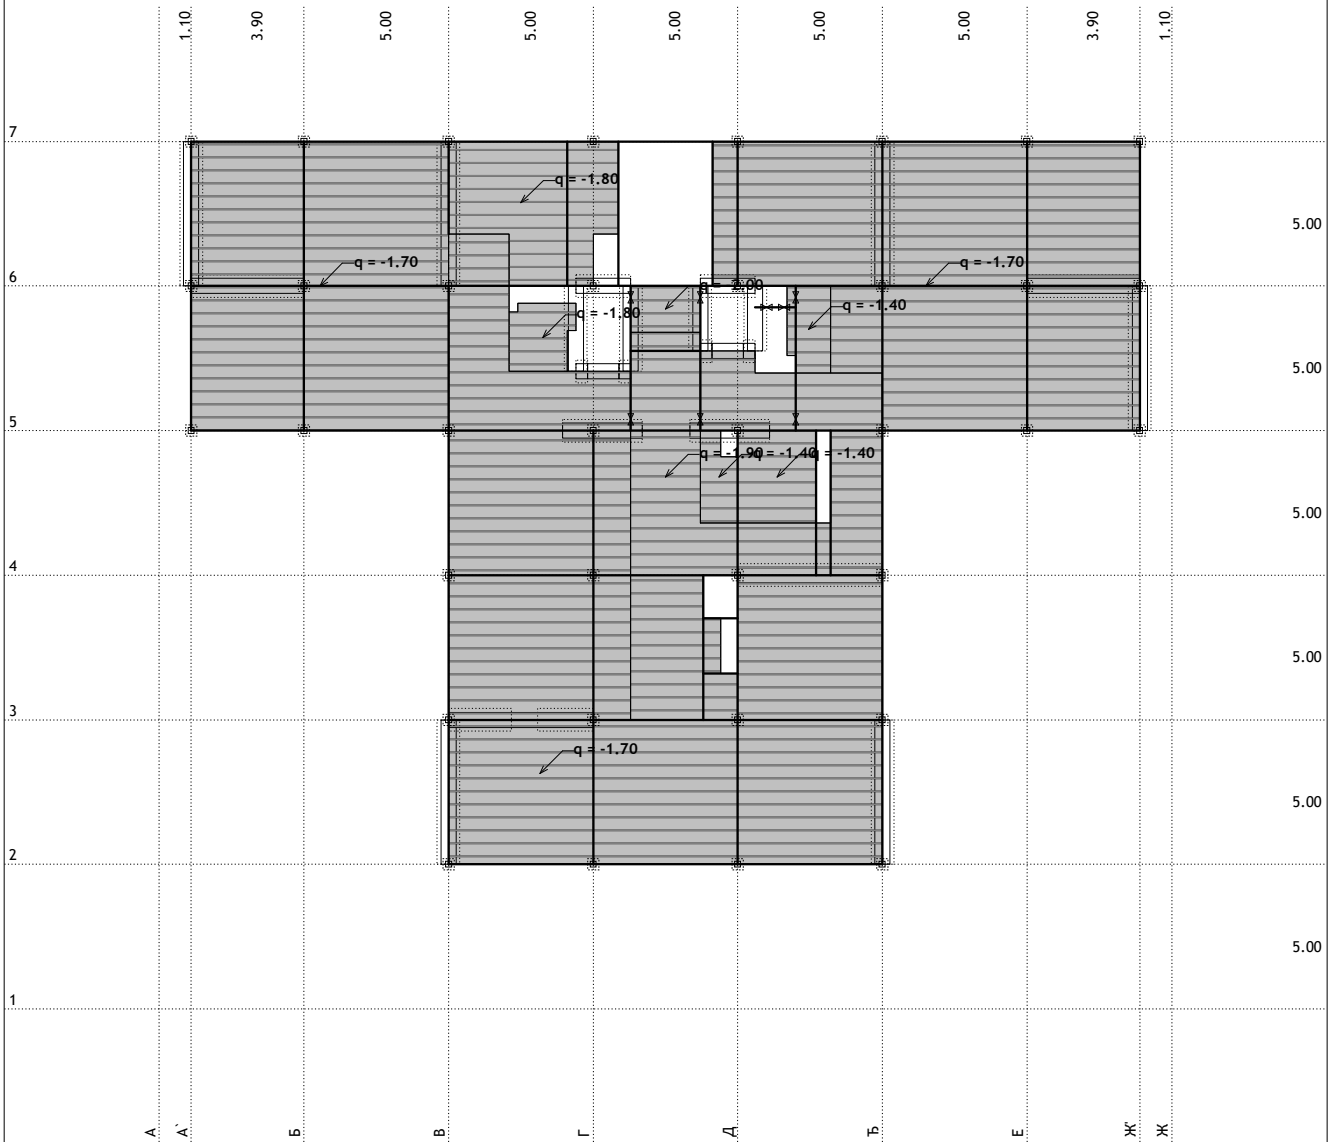 1.10 3.90 5.00 5.00 5.00 5.00 5.00 3.90 1.10
7
q = -1.80
5.00
6
q = -1.70
q = -1.70
q = -2.00
q = -1.80
q = -1.40
5.00
5
q = -1.90
q = -1.40
q = -1.40
5.00
4
5.00
3
q = -1.70
5.00
2
5.00
1
А А` Б В Г Д Ђ Е Ж' Ж